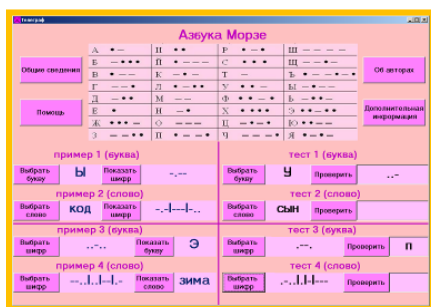 Телеграф
Азбука Морзе
Общие сведения
Помощь
А •— И •• Р •—• Ш ————
Б —••• Й •——— С ••• Щ ——•—
В •—— К —•— Т — Ъ •——•—•
Г ——• Л •—•• У ••— Ы —•——
Д —•• М —— Ф ••—• Ь —••—
Е • Н —• Х •••• Э ••—••
Ж •••— О ——— Ц —•—• Ю ••——
З ——•• П •——• Ч ———• Я •—•—
Об авторах
Дополнительная
информация
пример 1 (буква)
Выбрать букву Ы Показать шифр -.--
пример 2 (слово)
Выбрать слово код Показать шифр -.-I---I-..
пример 3 (буква)
Выбрать шифр ..-.. Показать букву Э
пример 4 (слово)
Выбрать шифр --..I..I--I.- Показать слово зима
тест 1 (буква)
Выбрать букву У Проверить ..-
тест 2 (слово)
Выбрать слово сын Проверить
тест 3 (буква)
Выбрать шифр .--. Проверить п
тест 4 (слово)
Выбрать шифр Проверить